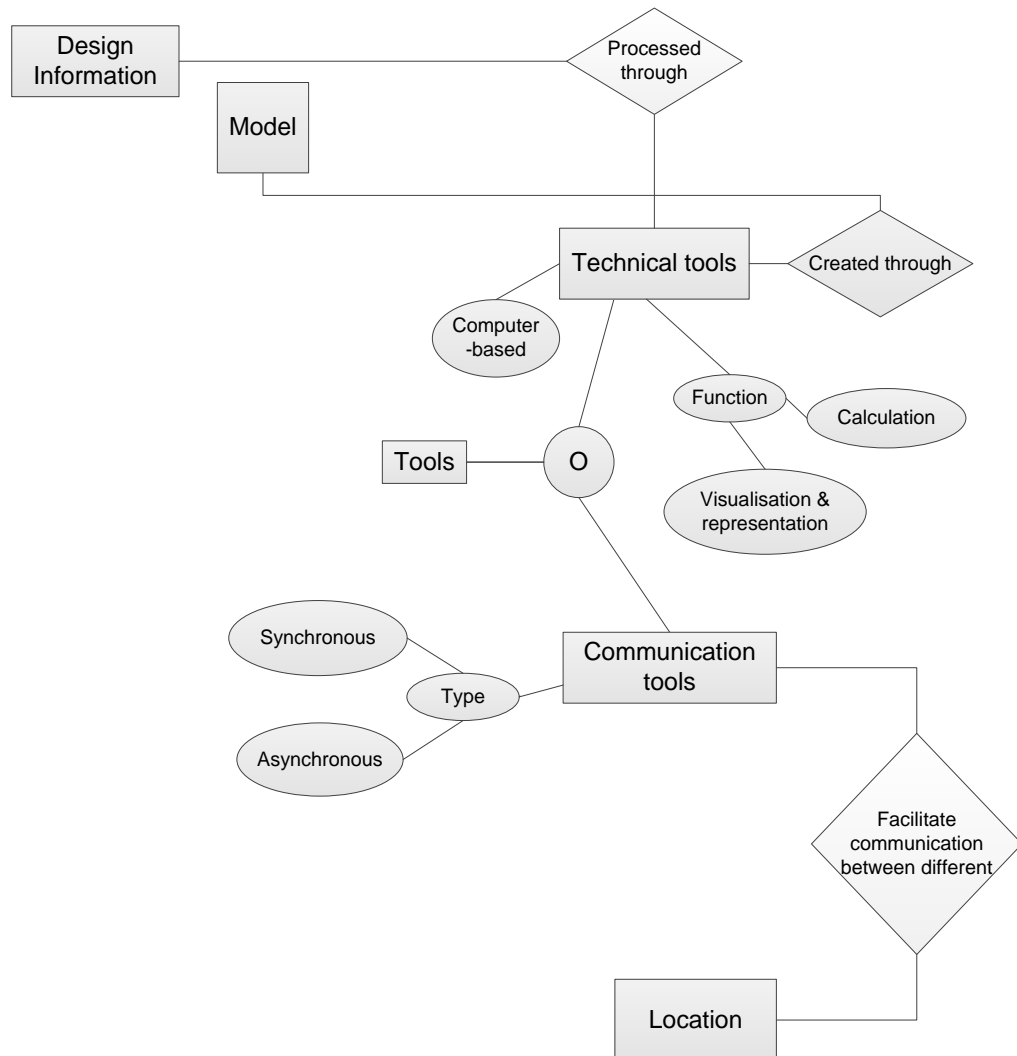 Design
Information
Processed
through
Model
Technical tools
Created through
Computer
-based
Function
Calculation
Tools
O
Visualisation &
representation
Synchronous
Communication
tools
Type
Asynchronous
Facilitate
communication
between different
Location